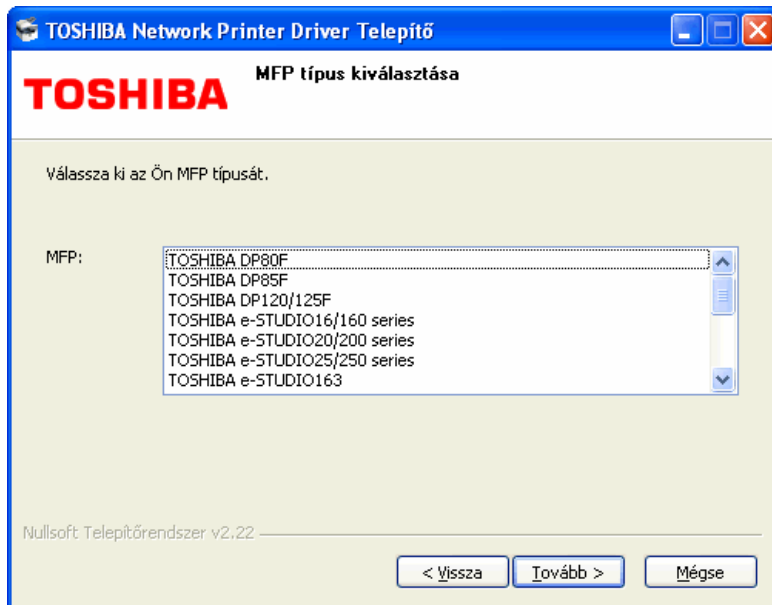 TOSHIBA Network Printer Driver Telepítő
TOSHIBA
MFP típus kiválasztása
Válassza ki az Ön MFP típusát.
MFP:
TOSHIBA DP80F
TOSHIBA DP85F
TOSHIBA DP120/125F
TOSHIBA e-STUDIO16/160 series
TOSHIBA e-STUDIO20/200 series
TOSHIBA e-STUDIO25/250 series
TOSHIBA e-STUDIO163
Nullsoft Telepítőrendszer v2.22
< Vissza
Tovább >
Mégse